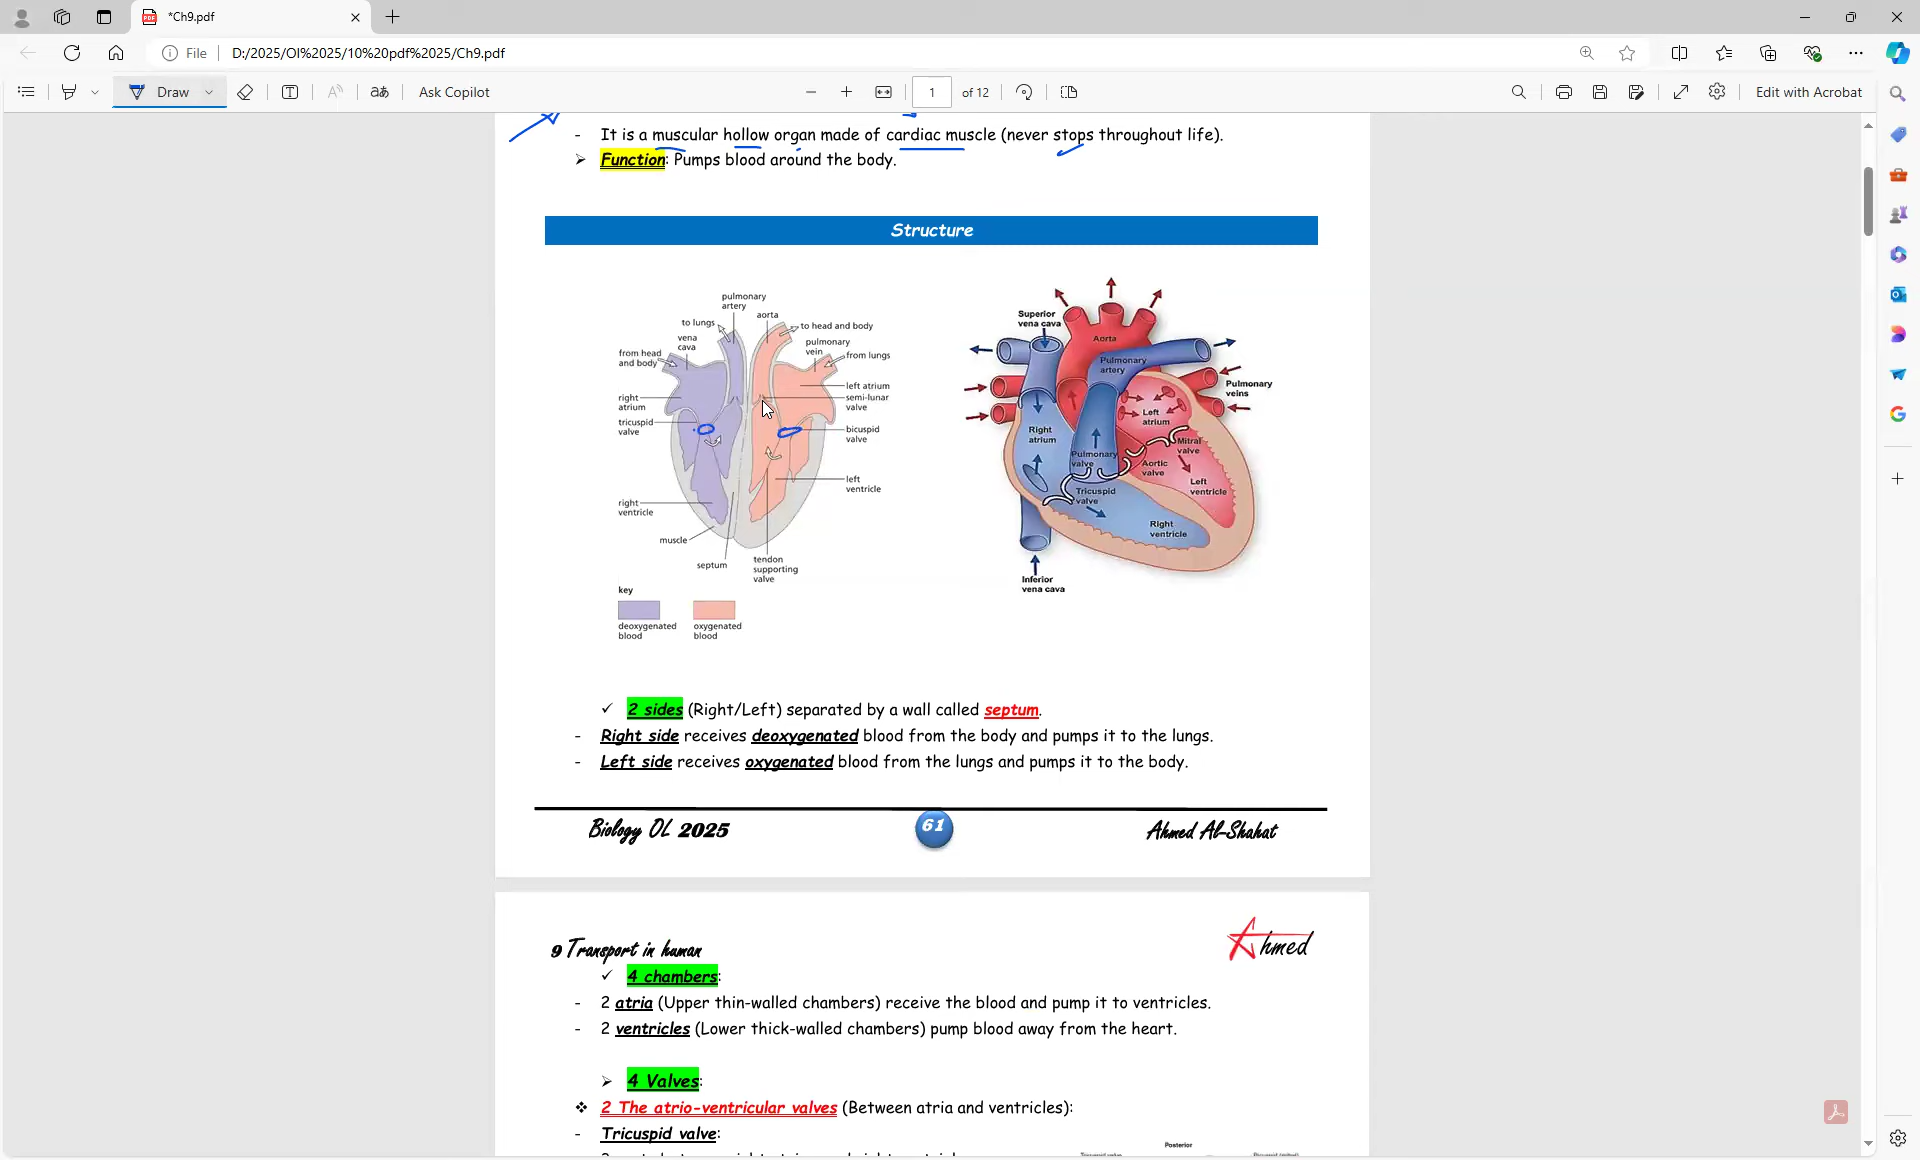 *Ch9.pdf
File
D:/2025/Ol%2025/10%20pdf%2025/Ch9.pdf
Draw
aあ
Ask Copilot
1
of 12
Edit with Acrobat
- It is a muscular hollow organ made of cardiac muscle (never stops throughout life).
➢ Function: Pumps blood around the body.
Structure
pulmonary
artery
aorta
to lungs
to head and body
vena
cava
pulmonary
vein
from head
and body
from lungs
left atrium
right
atrium
semi-lunar
valve
tricuspid
valve
bicuspid
valve
left
ventricle
right
ventricle
muscle
septum
tendon
supporting
valve
key
deoxygenated
blood
oxygenated
blood
Superior
vena cava
Aorta
Pulmonary
artery
Pulmonary
veins
Left
atrium
Right
atrium
Mitral
valve
Pulmonary
valve
Aortic
valve
Left
ventricle
Tricuspid
valve
Right
ventricle
Inferior
vena cava
✓ 2 sides (Right/Left) separated by a wall called septum.
- Right side receives deoxygenated blood from the body and pumps it to the lungs.
- Left side receives oxygenated blood from the lungs and pumps it to the body.
Biology OL 2025
61
Ahmed Al-Shahat
9 Transport in human
Ahmed
✓ 4 chambers:
- 2 atria (Upper thin-walled chambers) receive the blood and pump it to ventricles.
- 2 ventricles (Lower thick-walled chambers) pump blood away from the heart.
➢ 4 Valves:
❖ 2 The atrio-ventricular valves (Between atria and ventricles):
- Tricuspid valve:
Posterior